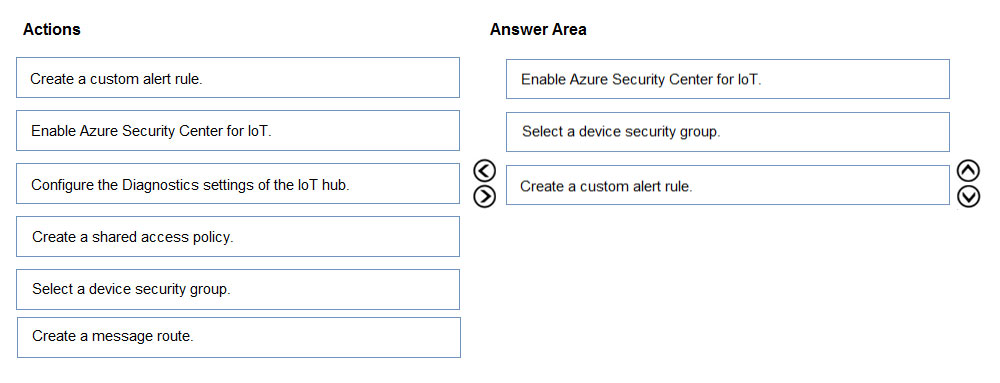 Actions
Create a custom alert rule.
Enable Azure Security Center for IoT.
Configure the Diagnostics settings of the IoT hub.
Create a shared access policy.
Select a device security group.
Create a message route.
Answer Area
Enable Azure Security Center for IoT.
Select a device security group.
Create a custom alert rule.